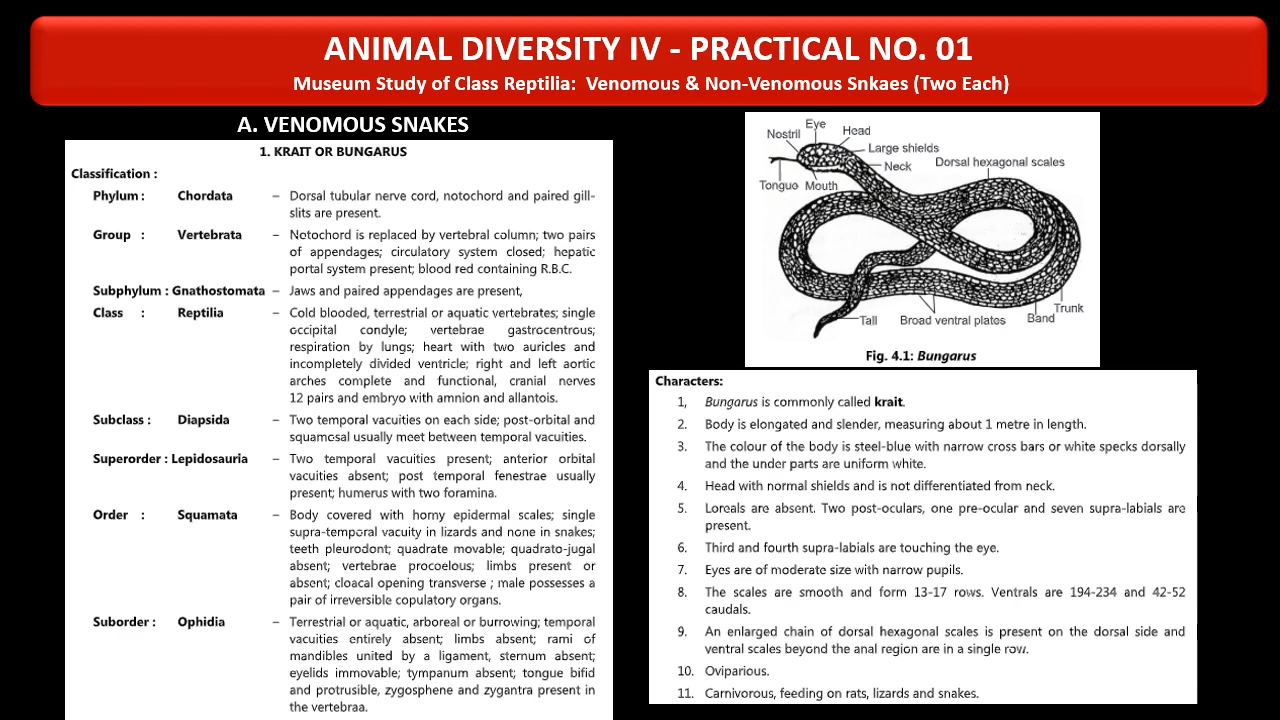 ANIMAL DIVERSITY IV - PRACTICAL NO. 01
Museum Study of Class Reptilia: Venomous & Non-Venomous Snkaes (Two Each)
A. VENOMOUS SNAKES
1. KRAIT OR BUNGARUS
Classification :
Phylum : Chordata – Dorsal tubular nerve cord, notochord and paired gill-
slits are present.
Group : Vertebrata – Notochord is replaced by vertebral column; two pairs
of appendages; circulatory system closed; hepatic
portal system present; blood red containing R.B.C.
Subphylum : Gnathostomata – Jaws and paired appendages are present,
Class : Reptilia – Cold blooded, terrestrial or aquatic vertebrates; single
occipital condyle; vertebrae gastrocentrous;
respiration by lungs; heart with two auricles and
incompletely divided ventricle; right and left aortic
arches complete and functional, cranial nerves
12 pairs and embryo with amnion and allantois.
Subclass : Diapsida – Two temporal vacuities on each side; post-orbital and
squamosal usually meet between temporal vacuities.
Superorder : Lepidosauria – Two temporal vacuities present; anterior orbital
vacuities absent; post temporal fenestrae usually
present; humerus with two foramina.
Order : Squamata – Body covered with horny epidermal scales; single
supra-temporal vacuity in lizards and none in snakes;
teeth pleurodont; quadrate movable; quadrato-jugal
absent; vertebrae procoelous; limbs present or
absent; cloacal opening transverse ; male possesses a
pair of irreversible copulatory organs.
Suborder : Ophidia – Terrestrial or aquatic, arboreal or burrowing; temporal
vacuities entirely absent; limbs absent; rami of
mandibles united by a ligament, sternum absent;
eyelids immovable; tympanum absent; tongue bifid
and protrusible, zygosphene and zygantra present in
the vertebraa.
Eye
Nostril
Head
Large shields
Neck
Dorsal hexagonal scales
Tonguo
Mouth
Trunk
Tall
Broad ventral plates
Band
Fig. 4.1: Bungarus
Characters:
1, Bungarus is commonly called krait.
2. Body is elongated and slender, measuring about 1 metre in length.
3. The colour of the body is steel-blue with narrow cross bars or white specks dorsally
and the under parts are uniform white.
4. Head with normal shields and is not differentiated from neck.
5. Loreals are absent. Two post-oculars, one pre-ocular and seven supra-labials are
present.
6. Third and fourth supra-labials are touching the eye.
7. Eyes are of moderate size with narrow pupils.
8. The scales are smooth and form 13-17 rows. Ventrals are 194-234 and 42-52
caudals.
9. An enlarged chain of dorsal hexagonal scales is present on the dorsal side and
ventral scales beyond the anal region are in a single row.
10. Oviparious.
11. Carnivorous, feeding on rats, lizards and snakes.